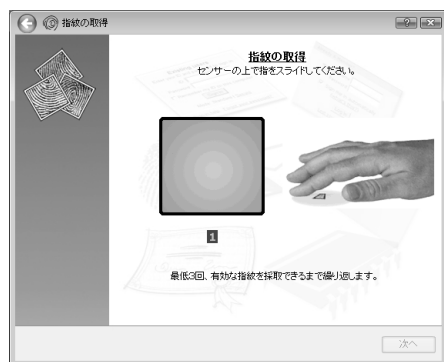 指紋の取得
指紋の取得
センサーの上で指をスライドしてください。
1
最低3回、有効な指紋を採取できるまで繰り返します。
次へ